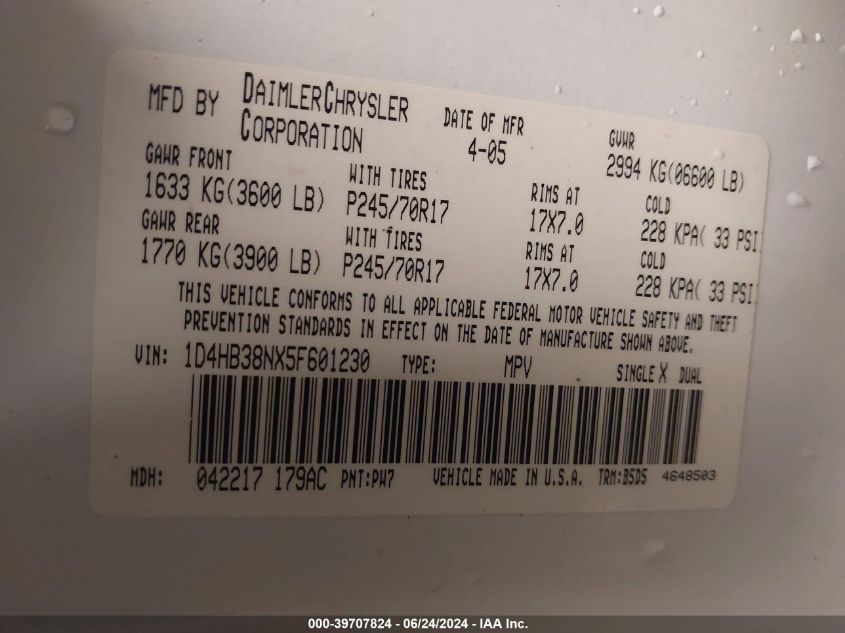 MFD BY DAIMLERCHRYSLER CORPORATION
DATE OF MFR 4-05
GVWR 2994 KG(06600 LB)
GAWR FRONT WITH TIRES RIMS AT COLD
1633 KG(3600 LB) P245/70R17 17X7.0 228 KPA( 33 PSI)
GAWR REAR WITH TIRES RIMS AT COLD
1770 KG(3900 LB) P245/70R17 17X7.0 228 KPA( 33 PSI)
THIS VEHICLE CONFORMS TO ALL APPLICABLE FEDERAL MOTOR VEHICLE SAFETY AND THEFT
PREVENTION STANDARDS IN EFFECT ON THE DATE OF MANUFACTURE SHOWN ABOVE.
VIN: 1D4HB38NX5F601230 TYPE: MPV SINGLE X DUAL
MDH: 042217 179AC PNT:PW7 VEHICLE MADE IN U.S.A. TRM:B5D5 4648503
000-39707824 - 06/24/2024 - IAA Inc.